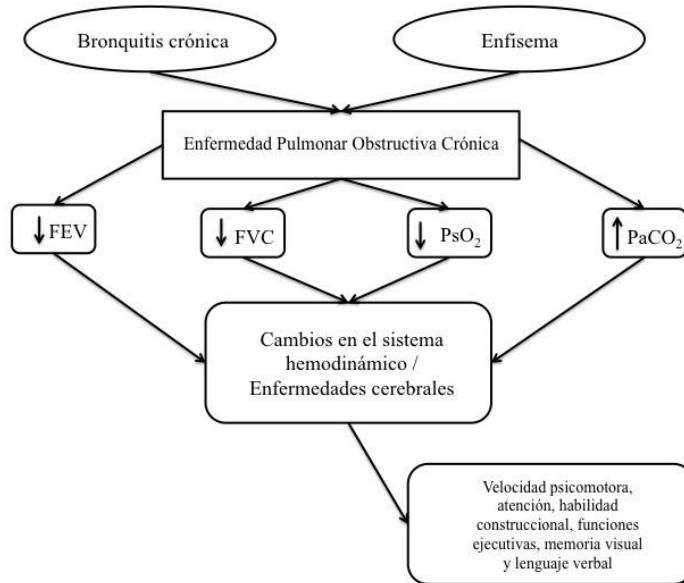 Bronquitis crónica
Enfisema
Enfermedad Pulmonar Obstructiva Crónica
↓ FEV
↓ FVC
↓ PsO₂
↑ PaCO₂
Cambios en el sistema
hemodinámico /
Enfermedades cerebrales
Velocidad psicomotora,
atención, habilidad
construccional, funciones
ejecutivas, memoria visual
y lenguaje verbal